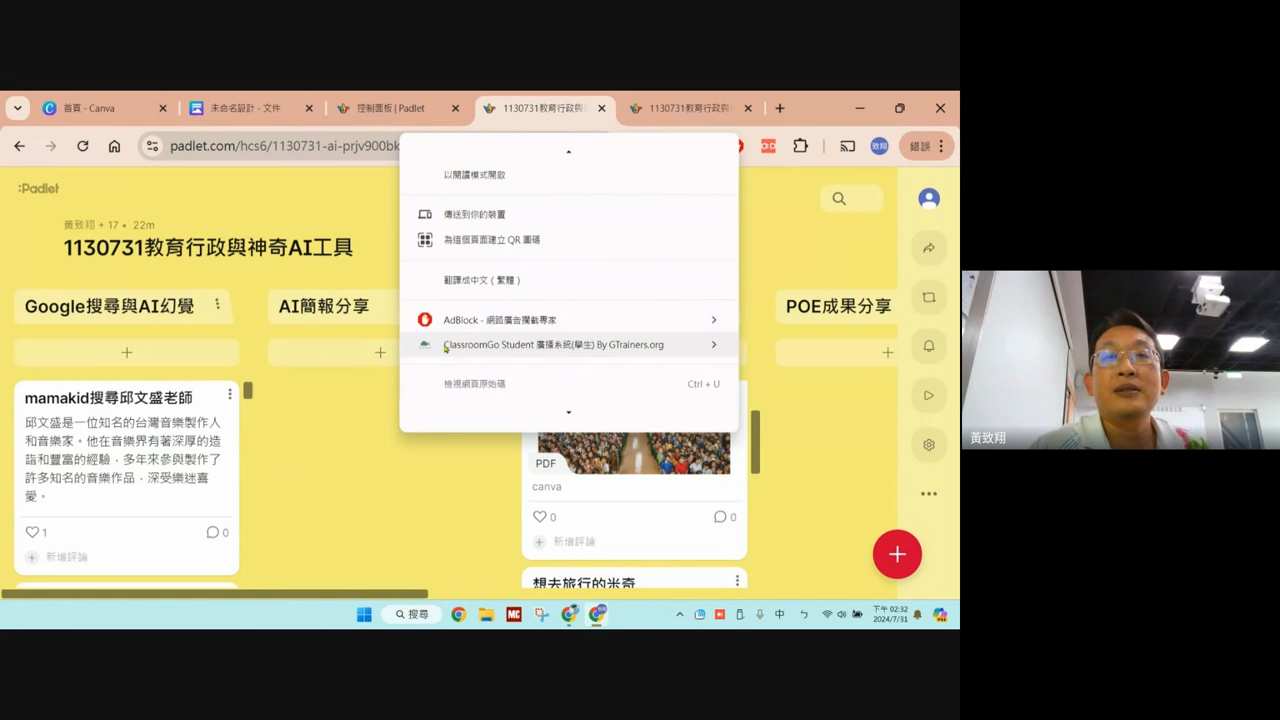 首頁 - Canva
未命名設計 - 文件
控制面板 | Padlet
1130731教育行政與
1130731教育行政與
padlet.com/hcs6/1130731-ai-prjv900bk
致翔
錯誤
:Padlet
黃致翔 + 17 • 22m
1130731教育行政與神奇AI工具
以閱讀模式開啟
傳送到你的裝置
為這個頁面建立 QR 圖碼
翻譯成中文（繁體）
AdBlock - 網路廣告攔截專家
ClassroomGo Student 廣播系統(學生) By GTrainers.org
檢視網頁原始碼
Ctrl + U
Google搜尋與AI幻覺
AI簡報分享
POE成果分享
mamakid搜尋邱文盛老師
邱文盛是一位知名的台灣音樂製作人
和音樂家。他在音樂界有著深厚的造
詣和豐富的經驗，多年來參與製作了
許多知名的音樂作品，深受樂迷喜
愛。
1
0
新增評論
PDF
canva
0
0
新增評論
想去旅行的米奇
黃致翔
搜尋
MC
中
下午 02:32
2024/7/31